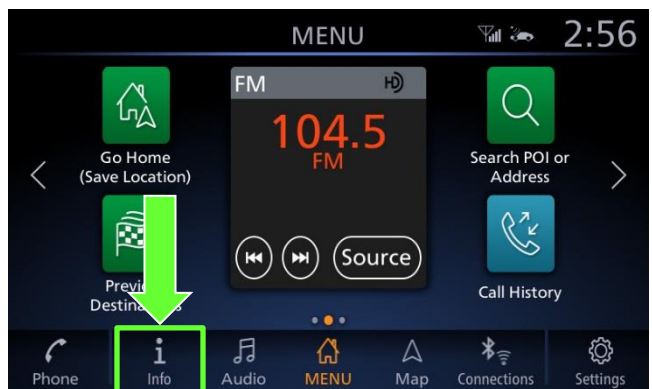 MENU
2:56
FM
HD
104.5
FM
Go Home
(Save Location)
Search POI or
Address
Source
Call History
Phone
Info
Audio
MENU
Map
Connections
Settings